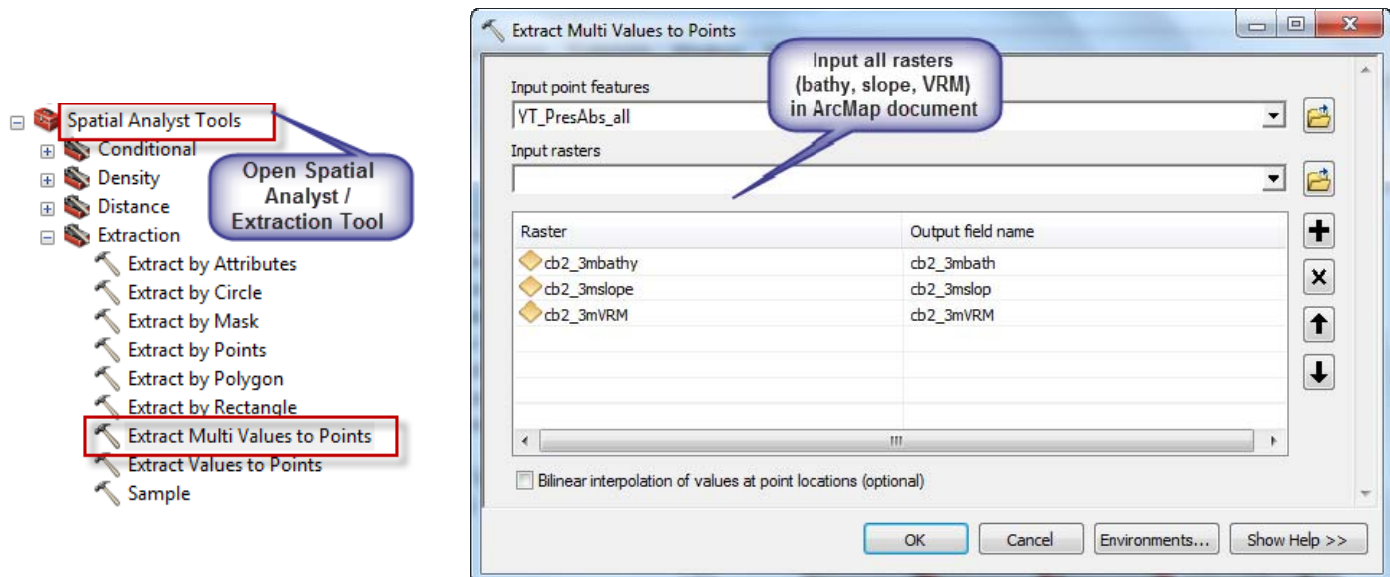 Spatial Analyst Tools
Conditional
Density
Distance
Extraction
Extract by Attributes
Extract by Circle
Extract by Mask
Extract by Points
Extract by Polygon
Extract by Rectangle
Extract Multi Values to Points
Extract Values to Points
Sample
Open Spatial
Analyst /
Extraction Tool
Extract Multi Values to Points
Input all rasters
(bathy, slope, VRM)
in ArcMap document
Input point features
YT_PresAbs_all
Input rasters
Raster Output field name
cb2_3mbathy cb2_3mbath
cb2_3mslope cb2_3mslop
cb2_3mVRM cb2_3mVRM
Bilinear interpolation of values at point locations (optional)
OK Cancel Environments... Show Help >>